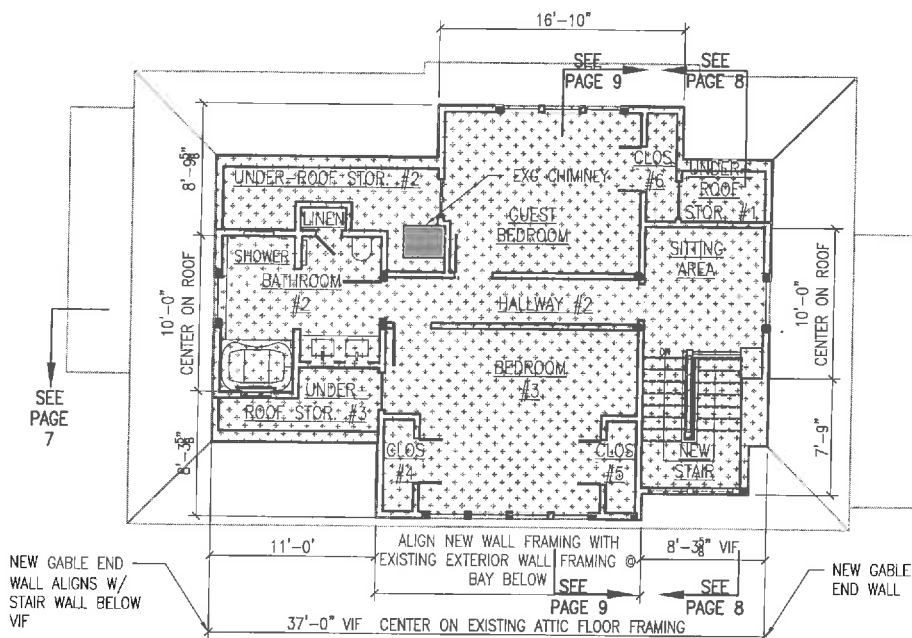 16'-10"
SEE
PAGE 9
SEE
PAGE 8
8'-9⅝"
UNDER-ROOF STOR. #2
EXG CHIMNEY
CLOS
#6
UNDER-
ROOF
STOR. #1
LINEN
GUEST
BEDROOM
SHOWER
BATHROOM
#2
SITTING
AREA
HALLWAY #2
10'-0"
CENTER ON ROOF
10'-0"
CENTER ON ROOF
SEE
PAGE
7
DN
BEDROOM
#3
UNDER-
ROOF STOR. #3
8'-3⅝"
CLOS
#4
CLOS
#5
NEW
STAIR
7'-9"
11'-0"
ALIGN NEW WALL FRAMING WITH
EXISTING EXTERIOR WALL FRAMING @
BAY BELOW
8'-3⅝" VIF
NEW GABLE END
WALL ALIGNS W/
STAIR WALL BELOW
VIF
SEE
PAGE 9
SEE
PAGE 8
NEW GABLE
END WALL
37'-0" VIF CENTER ON EXISTING ATTIC FLOOR FRAMING